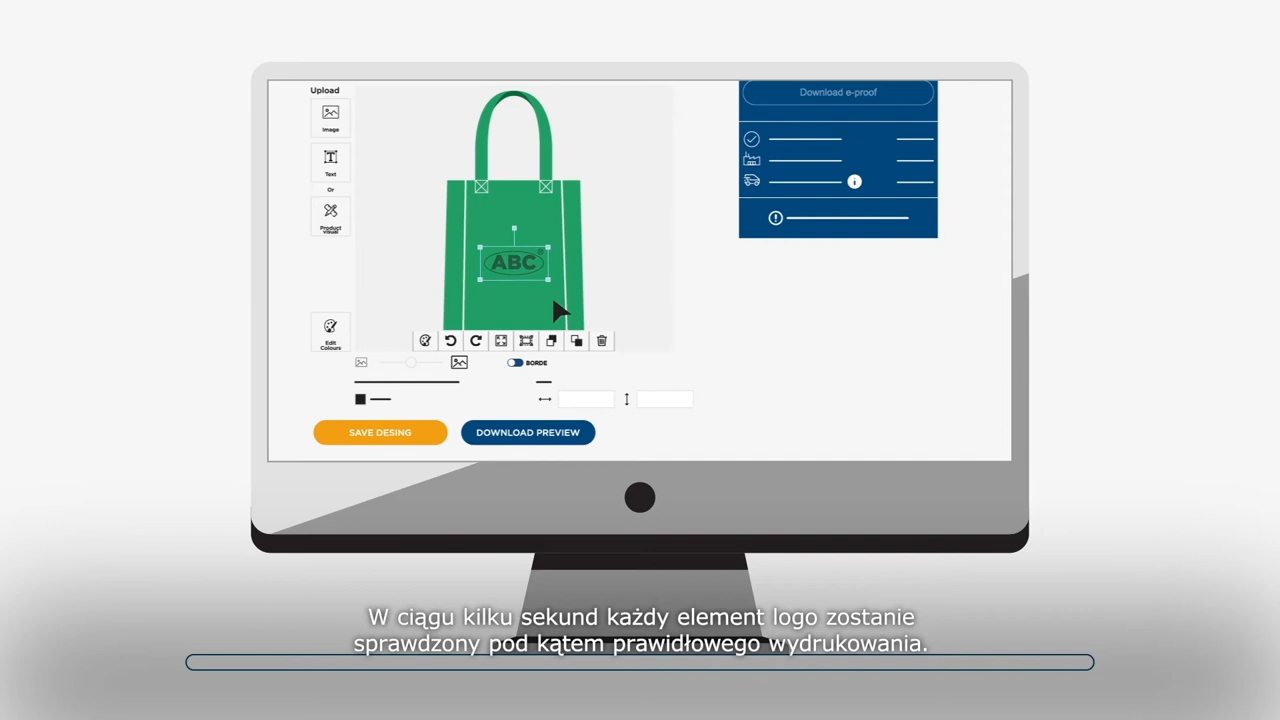 Upload
Image
Text
Or
Product
visual
Edit
Colours
ABC
Download e-proof
BORDE
SAVE DESING
DOWNLOAD PREVIEW
W ciągu kilku sekund każdy element logo zostanie
sprawdzony pod kątem prawidłowego wydrukowania.